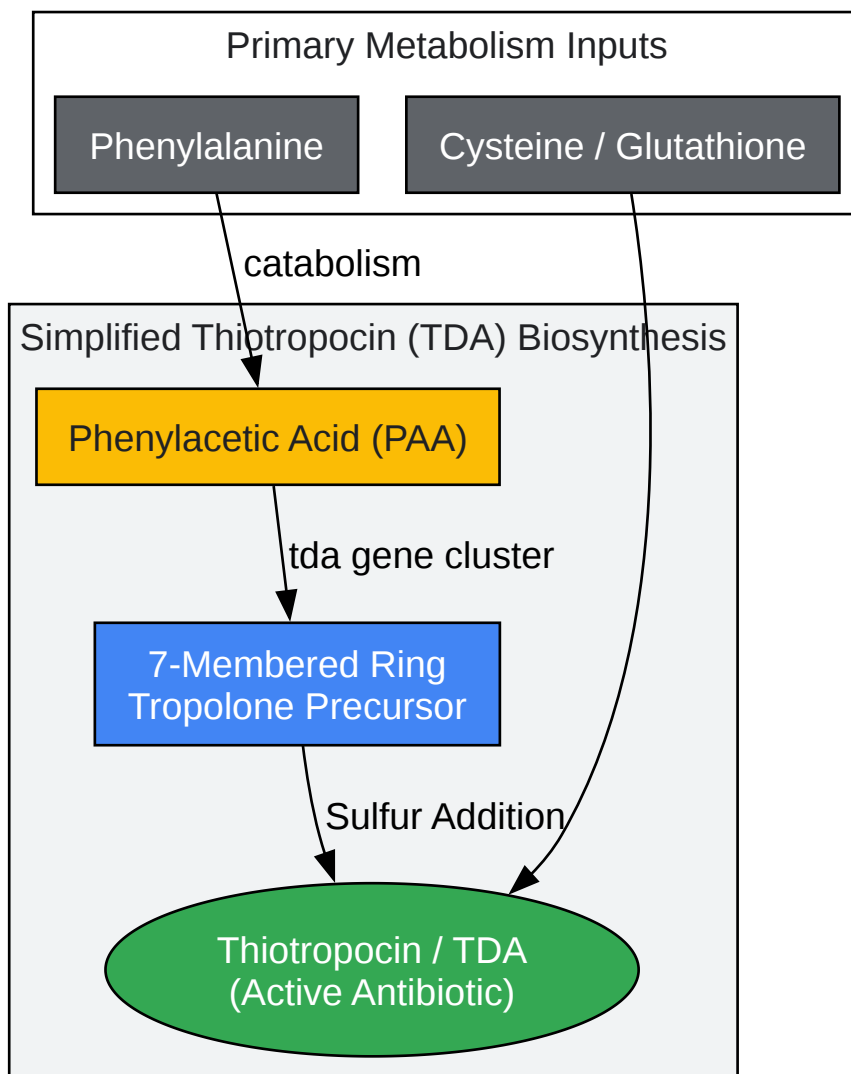 Primary Metabolism Inputs
Phenylalanine
Cysteine / Glutathione
catabolism
Simplified Thiotropocin (TDA) Biosynthesis
Phenylacetic Acid (PAA)
tda gene cluster
7-Membered Ring
Tropolone Precursor
Sulfur Addition
Thiotropocin / TDA
(Active Antibiotic)